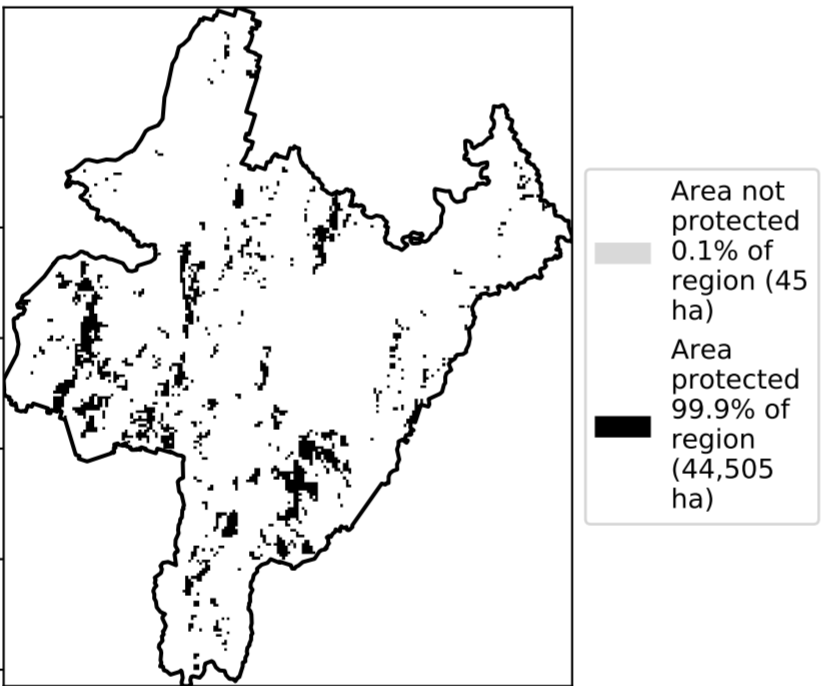 Area not
protected
0.1% of
region (45
ha)
Area
protected
99.9% of
region
(44,505
ha)